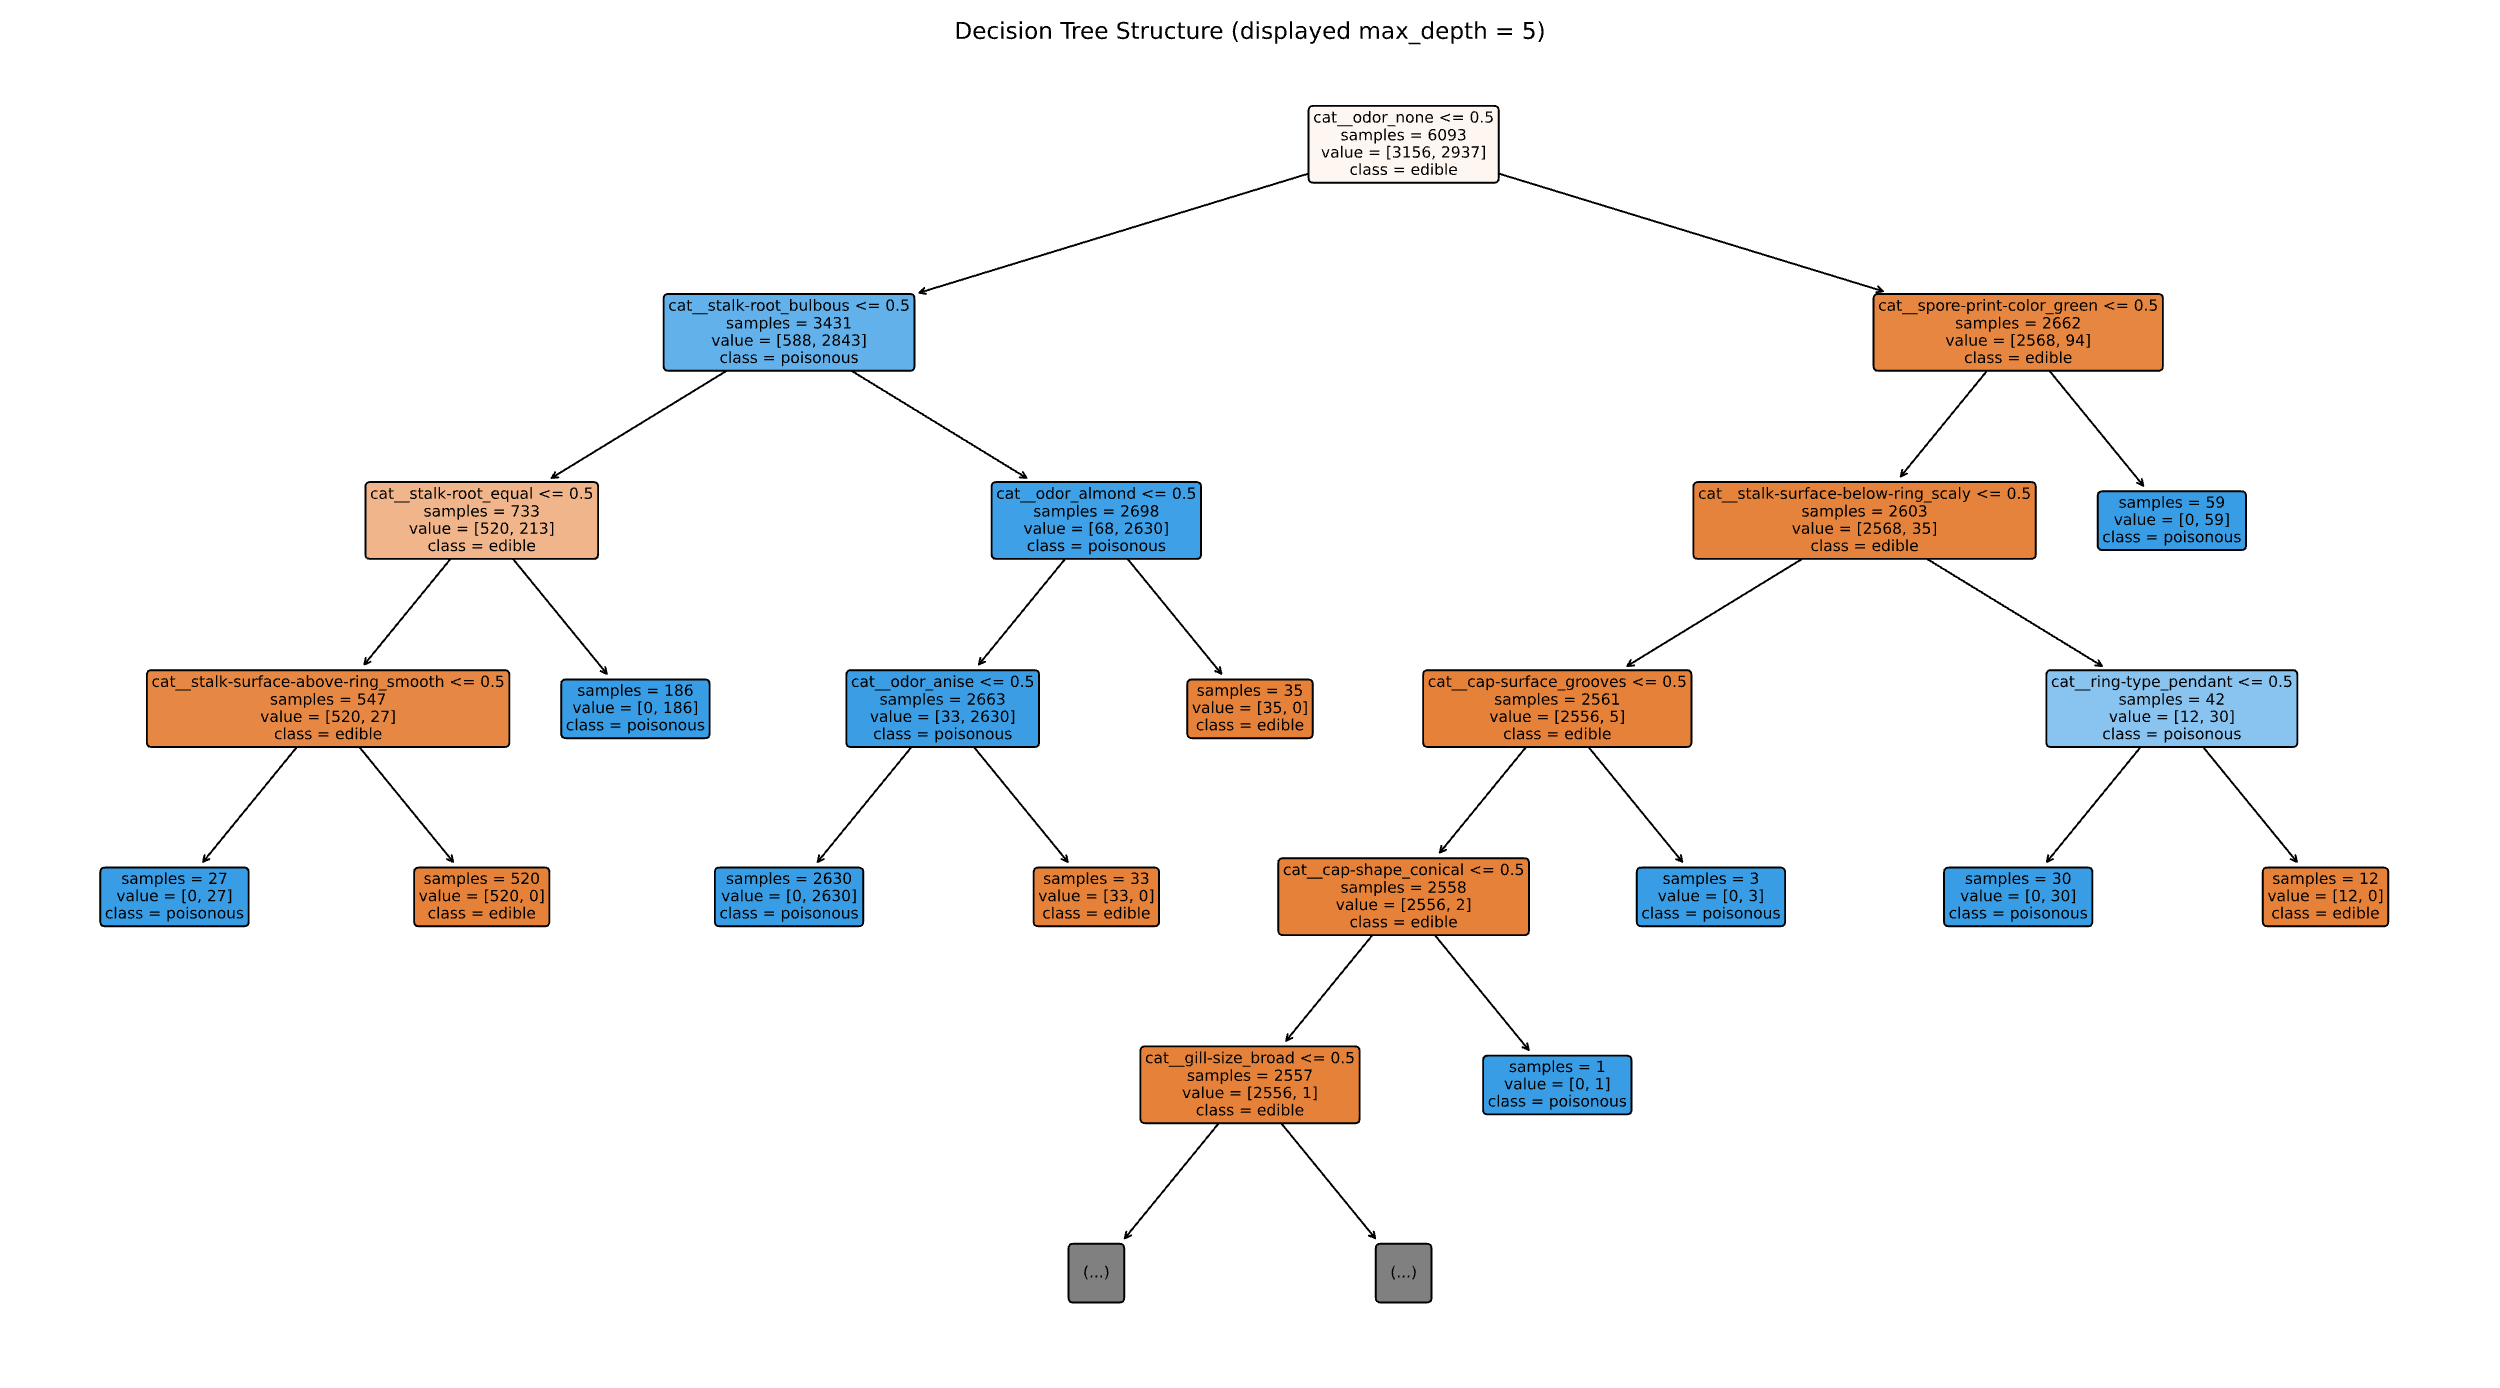 Decision Tree Structure (displayed max_depth = 5)
cat__odor_none <= 0.5
samples = 6093
value = [3156, 2937]
class = edible
cat__stalk-root_bulbous <= 0.5
samples = 3431
value = [588, 2843]
class = poisonous
cat__spore-print-color_green <= 0.5
samples = 2662
value = [2568, 94]
class = edible
cat__stalk-root_equal <= 0.5
samples = 733
value = [520, 213]
class = edible
cat__odor_almond <= 0.5
samples = 2698
value = [68, 2630]
class = poisonous
cat__stalk-surface-below-ring_scaly <= 0.5
samples = 2603
value = [2568, 35]
class = edible
samples = 59
value = [0, 59]
class = poisonous
cat__stalk-surface-above-ring_smooth <= 0.5
samples = 547
value = [520, 27]
class = edible
samples = 186
value = [0, 186]
class = poisonous
cat__odor_anise <= 0.5
samples = 2663
value = [33, 2630]
class = poisonous
samples = 35
value = [35, 0]
class = edible
cat__cap-surface_grooves <= 0.5
samples = 2561
value = [2556, 5]
class = edible
cat__ring-type_pendant <= 0.5
samples = 42
value = [12, 30]
class = poisonous
samples = 27
value = [0, 27]
class = poisonous
samples = 520
value = [520, 0]
class = edible
samples = 2630
value = [0, 2630]
class = poisonous
samples = 33
value = [33, 0]
class = edible
cat__cap-shape_conical <= 0.5
samples = 2558
value = [2556, 2]
class = edible
samples = 3
value = [0, 3]
class = poisonous
samples = 30
value = [0, 30]
class = poisonous
samples = 12
value = [12, 0]
class = edible
cat__gill-size_broad <= 0.5
samples = 2557
value = [2556, 1]
class = edible
samples = 1
value = [0, 1]
class = poisonous
(...)
(...)